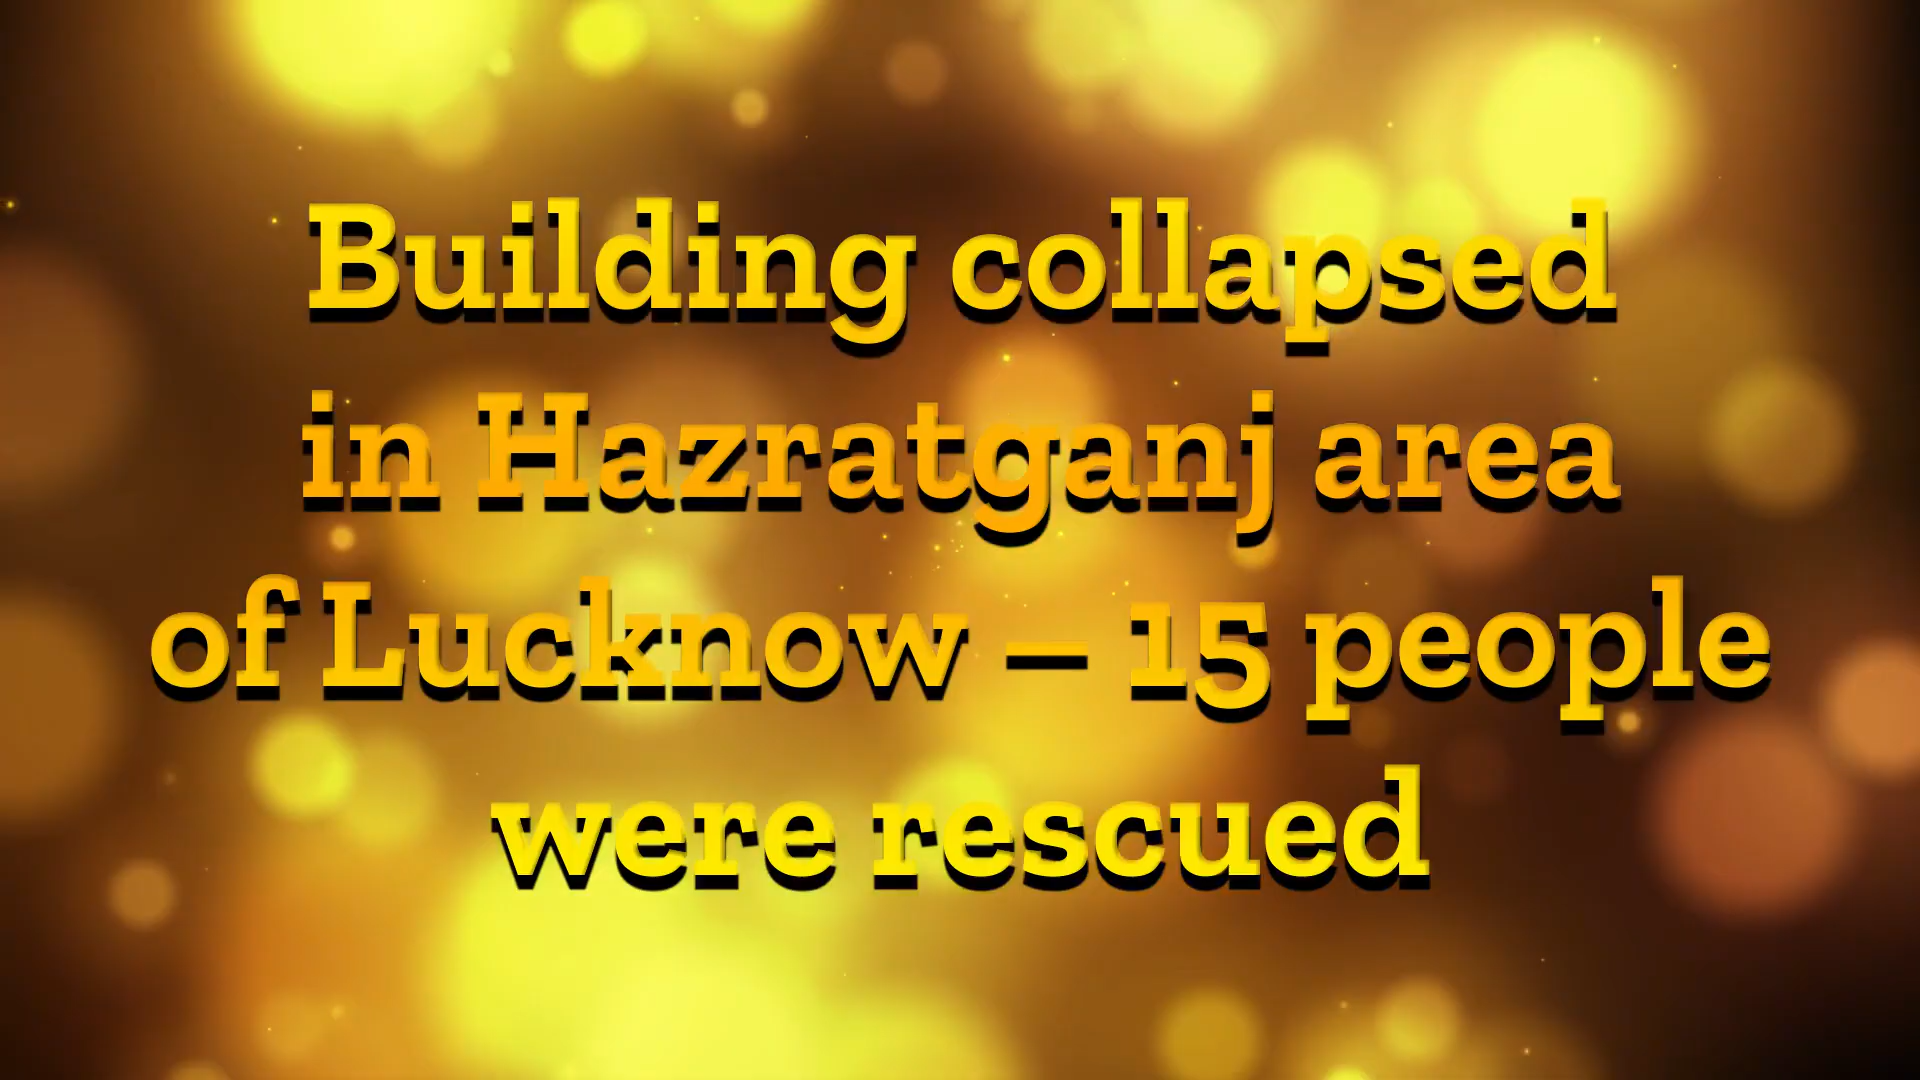 Building collapsed
in Hazratganj area
of Lucknow – 15 people
were rescued